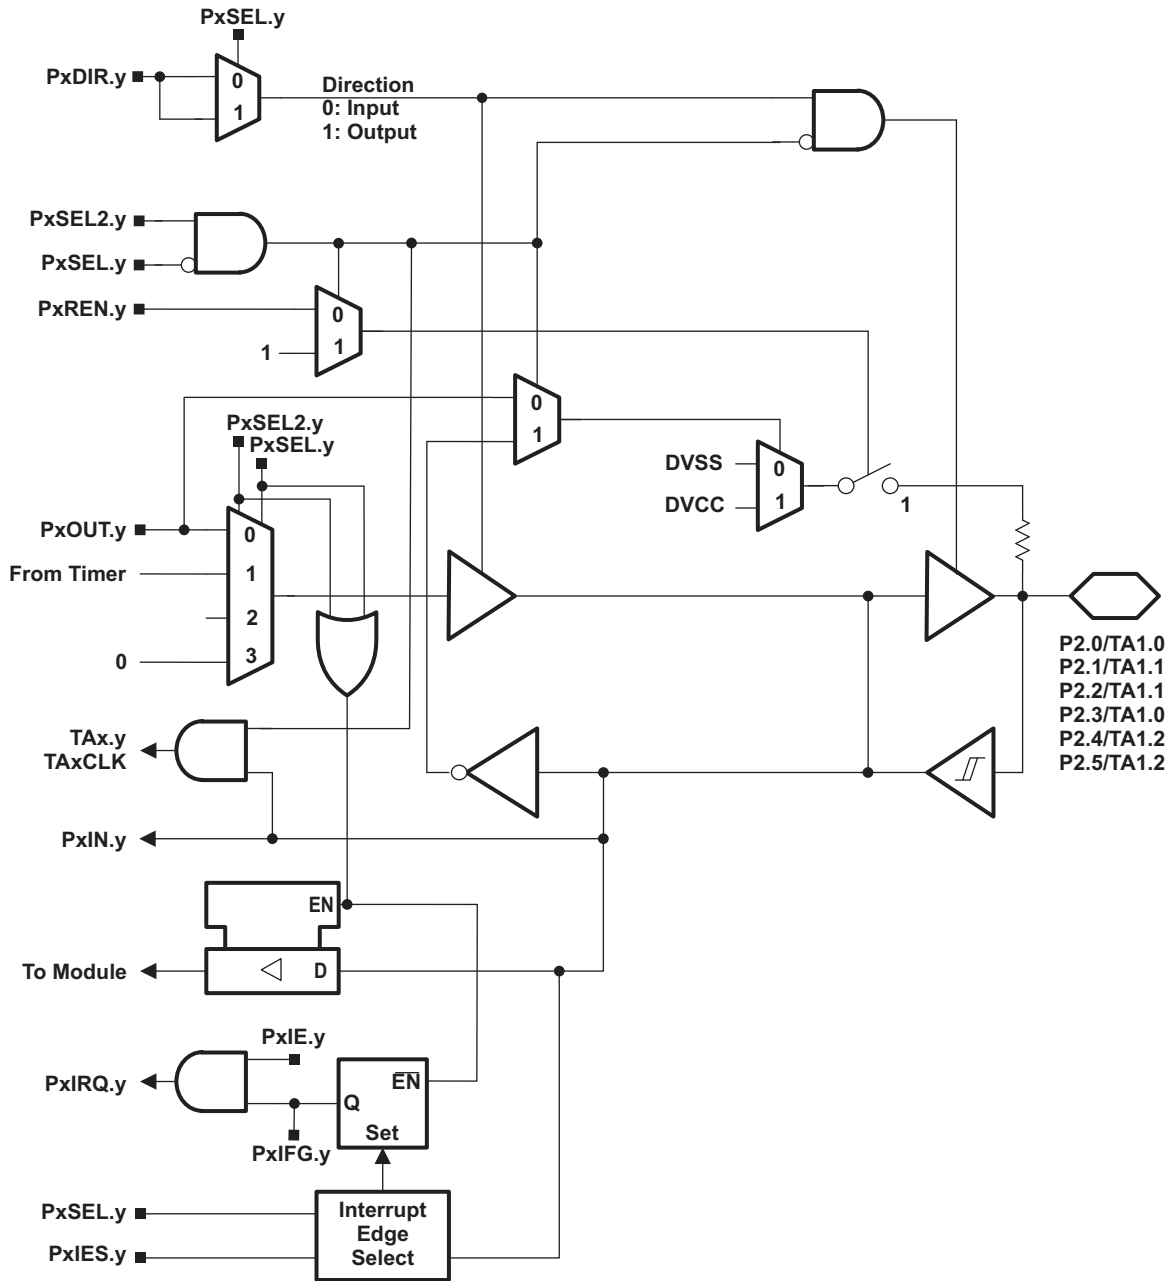 PxSEL.y
PxDIR.y
0
1
Direction
0: Input
1: Output
PxSEL2.y
PxSEL.y
PxREN.y
0
1
1
0
1
PxSEL2.y
PxSEL.y
DVSS
DVCC
0
1
1
PxOUT.y
0
From Timer
1
2
0
3
P2.0/TA1.0
P2.1/TA1.1
P2.2/TA1.1
P2.3/TA1.0
P2.4/TA1.2
P2.5/TA1.2
TAx.y
TAxCLK
PxIN.y
EN
To Module
D
PxIE.y
PxIRQ.y
EN
Q
Set
PxIFG.y
PxSEL.y
PxIES.y
Interrupt
Edge
Select